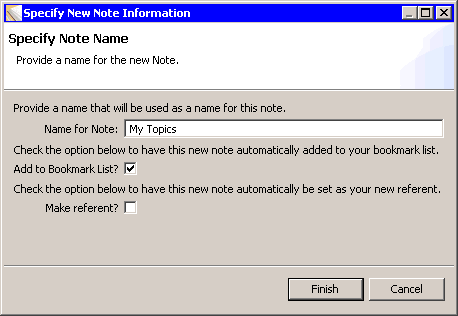 Specify New Note Information
Specify Note Name
Provide a name for the new Note.
Provide a name that will be used as a name for this note.
Name for Note: My Topics
Check the option below to have this new note automatically added to your bookmark list.
Add to Bookmark List?
Check the option below to have this new note automatically be set as your new referent.
Make referent?
Finish Cancel